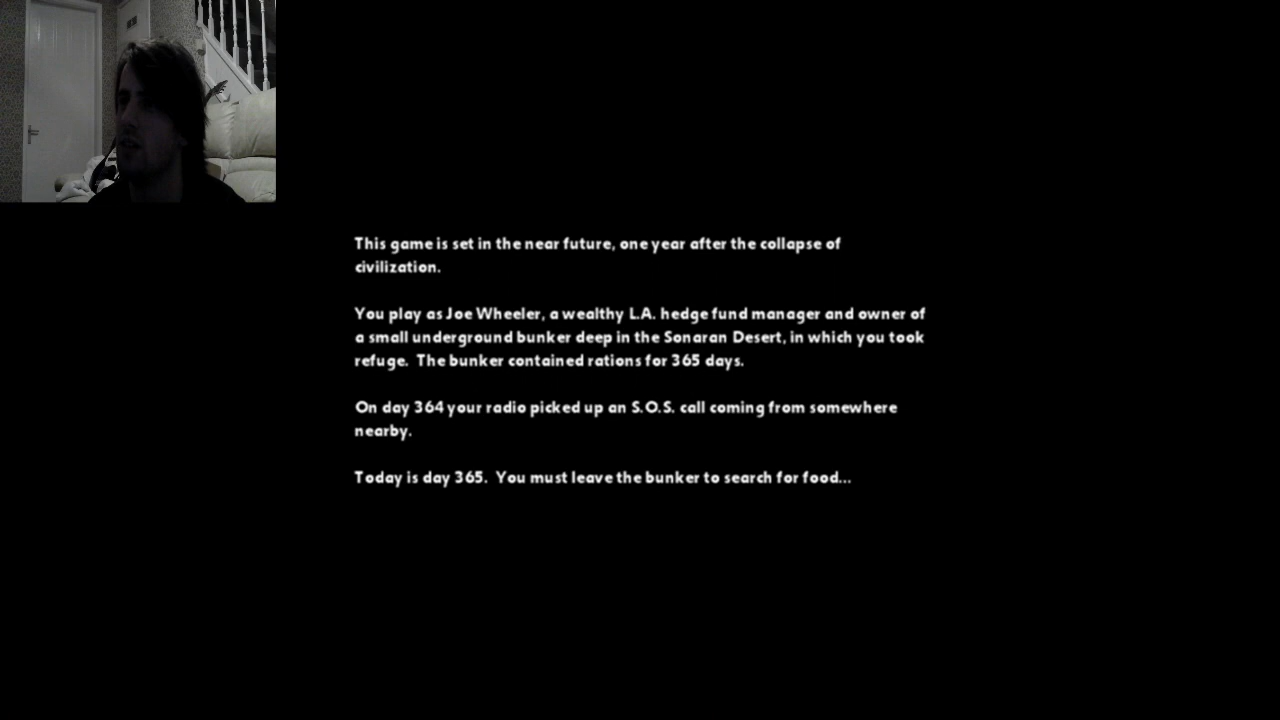 This game is set in the near future, one year after the collapse of
civilization.
You play as Joe Wheeler, a wealthy L.A. hedge fund manager and owner of
a small underground bunker deep in the Sonaran Desert, in which you took
refuge.  The bunker contained rations for 365 days.
On day 364 your radio picked up an S.O.S. call coming from somewhere
nearby.
Today is day 365.  You must leave the bunker to search for food...